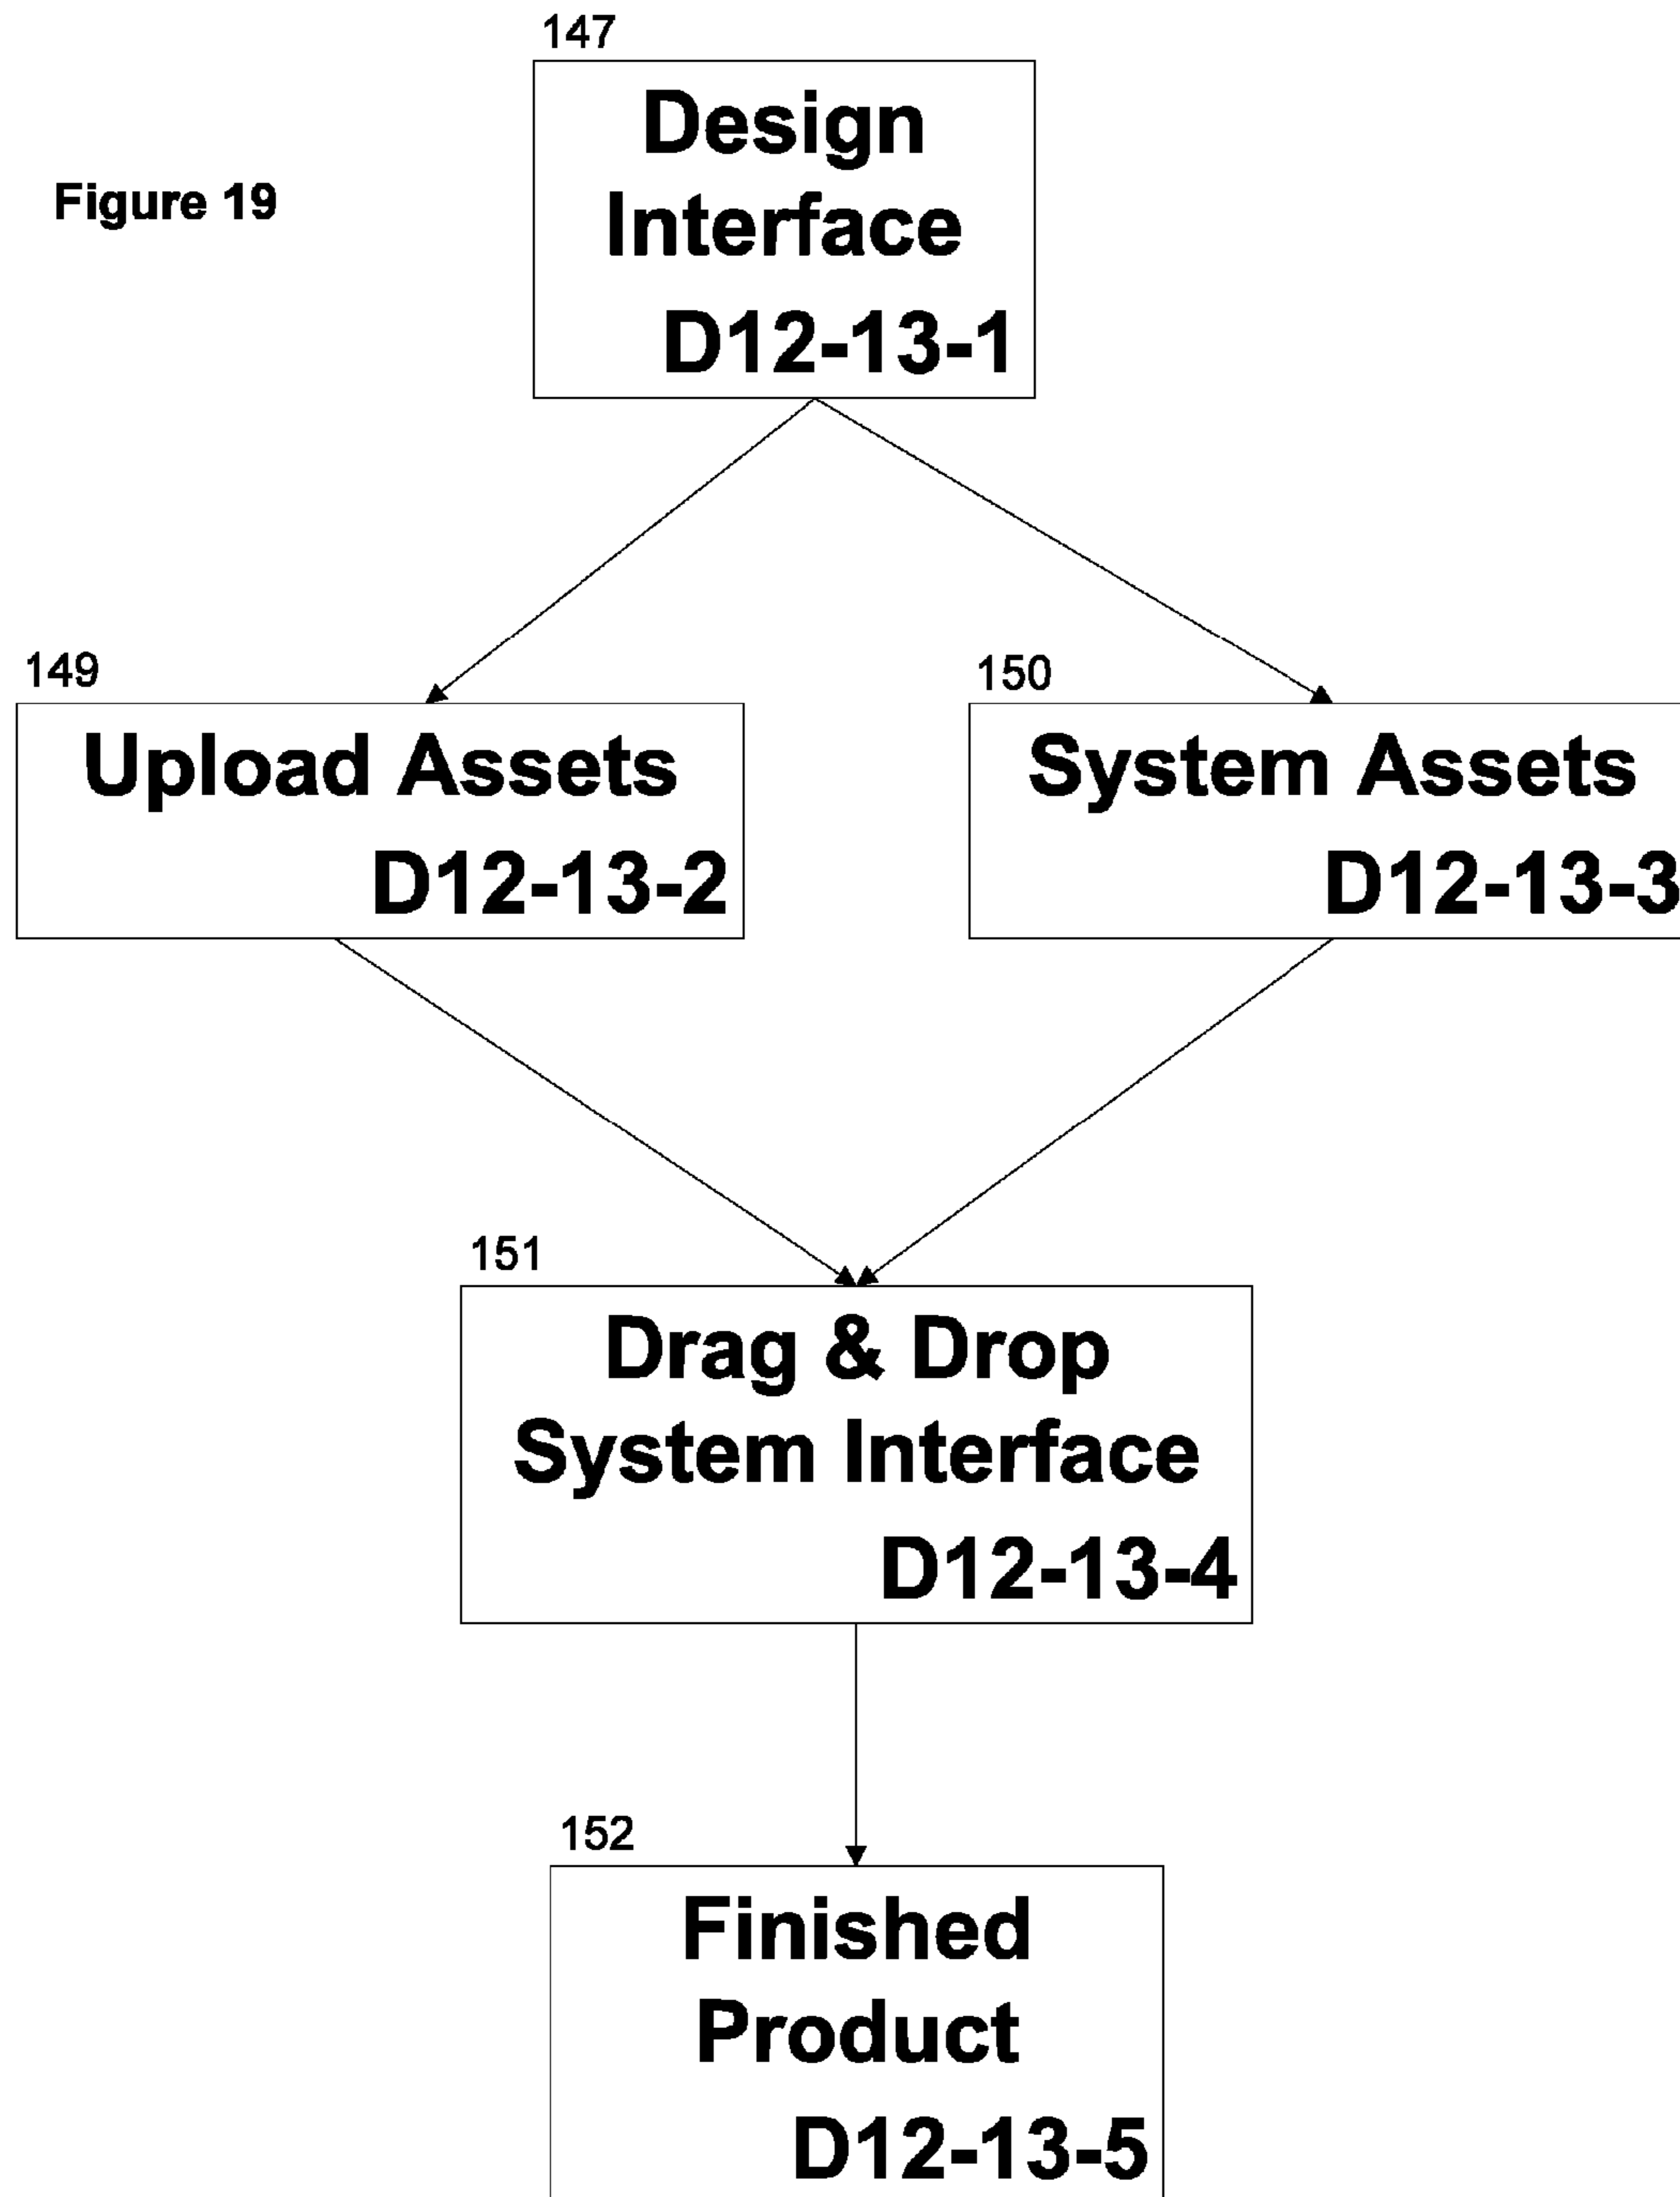 147
Design
Interface
D12-13-1
Figure 19
149
Upload Assets
D12-13-2
150
System Assets
D12-13-3
151
Drag & Drop
System Interface
D12-13-4
152
Finished
Product
D12-13-5